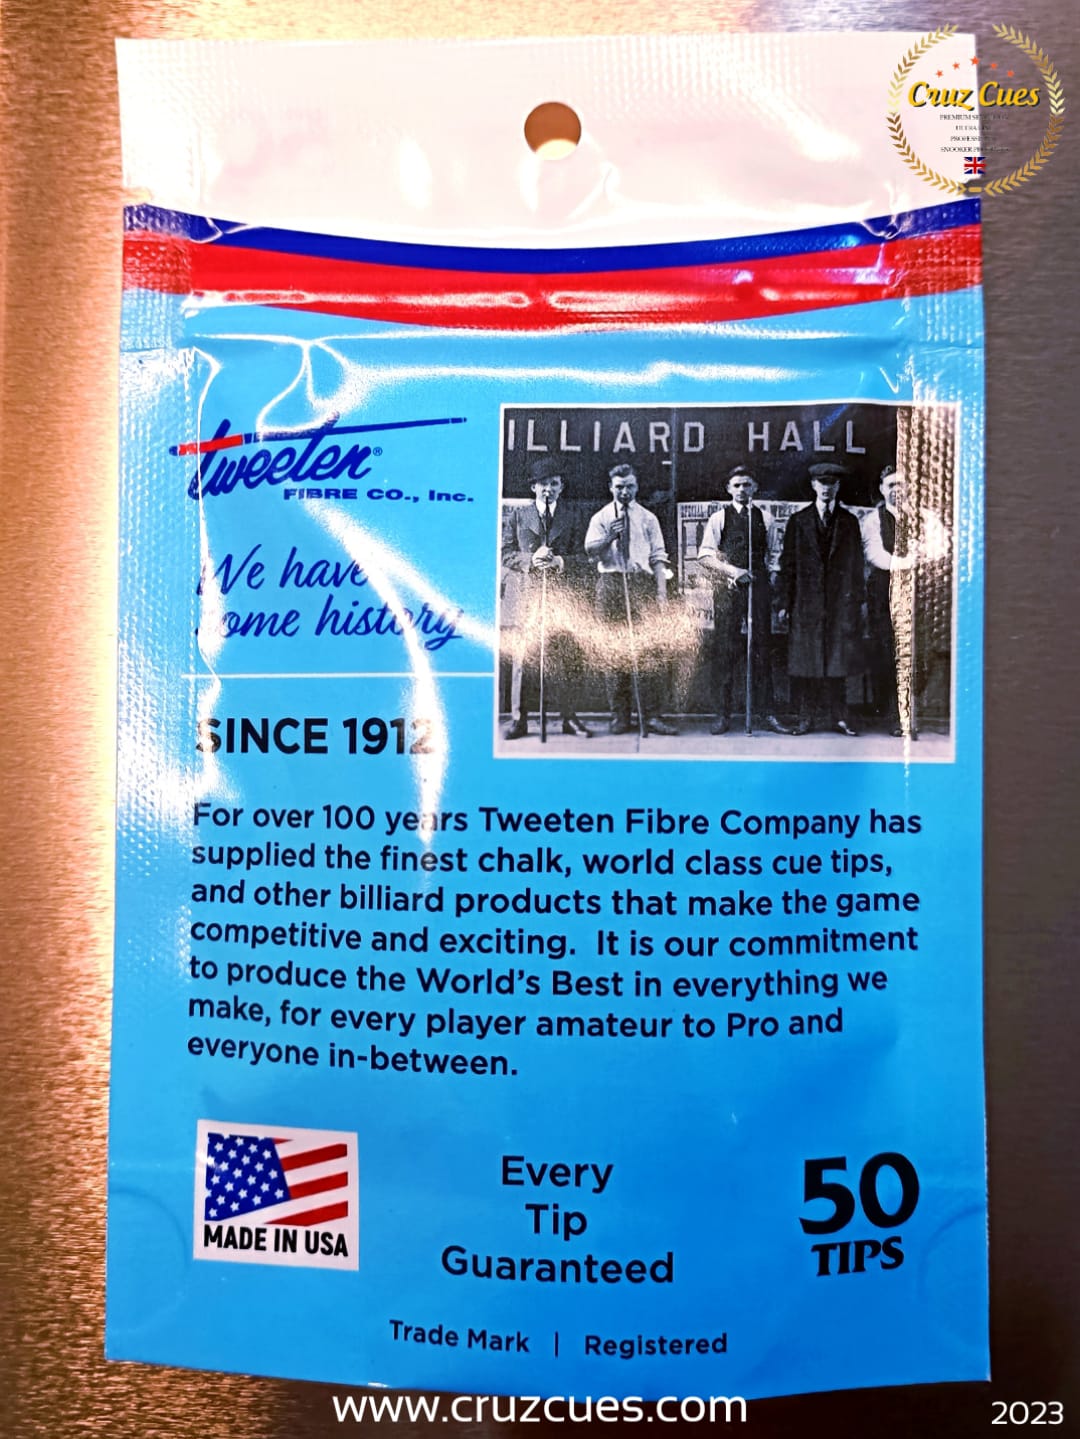 Cruz Cues
tweeten®
FIBRE CO., Inc.
We have
some history
SINCE 1912
ILLIARD HALL
For over 100 years Tweeten Fibre Company has
supplied the finest chalk, world class cue tips,
and other billiard products that make the game
competitive and exciting. It is our commitment
to produce the World's Best in everything we
make, for every player amateur to Pro and
everyone in-between.
MADE IN USA
Every
Tip
Guaranteed
50
TIPS
Trade Mark | Registered
www.cruzcues.com
2023